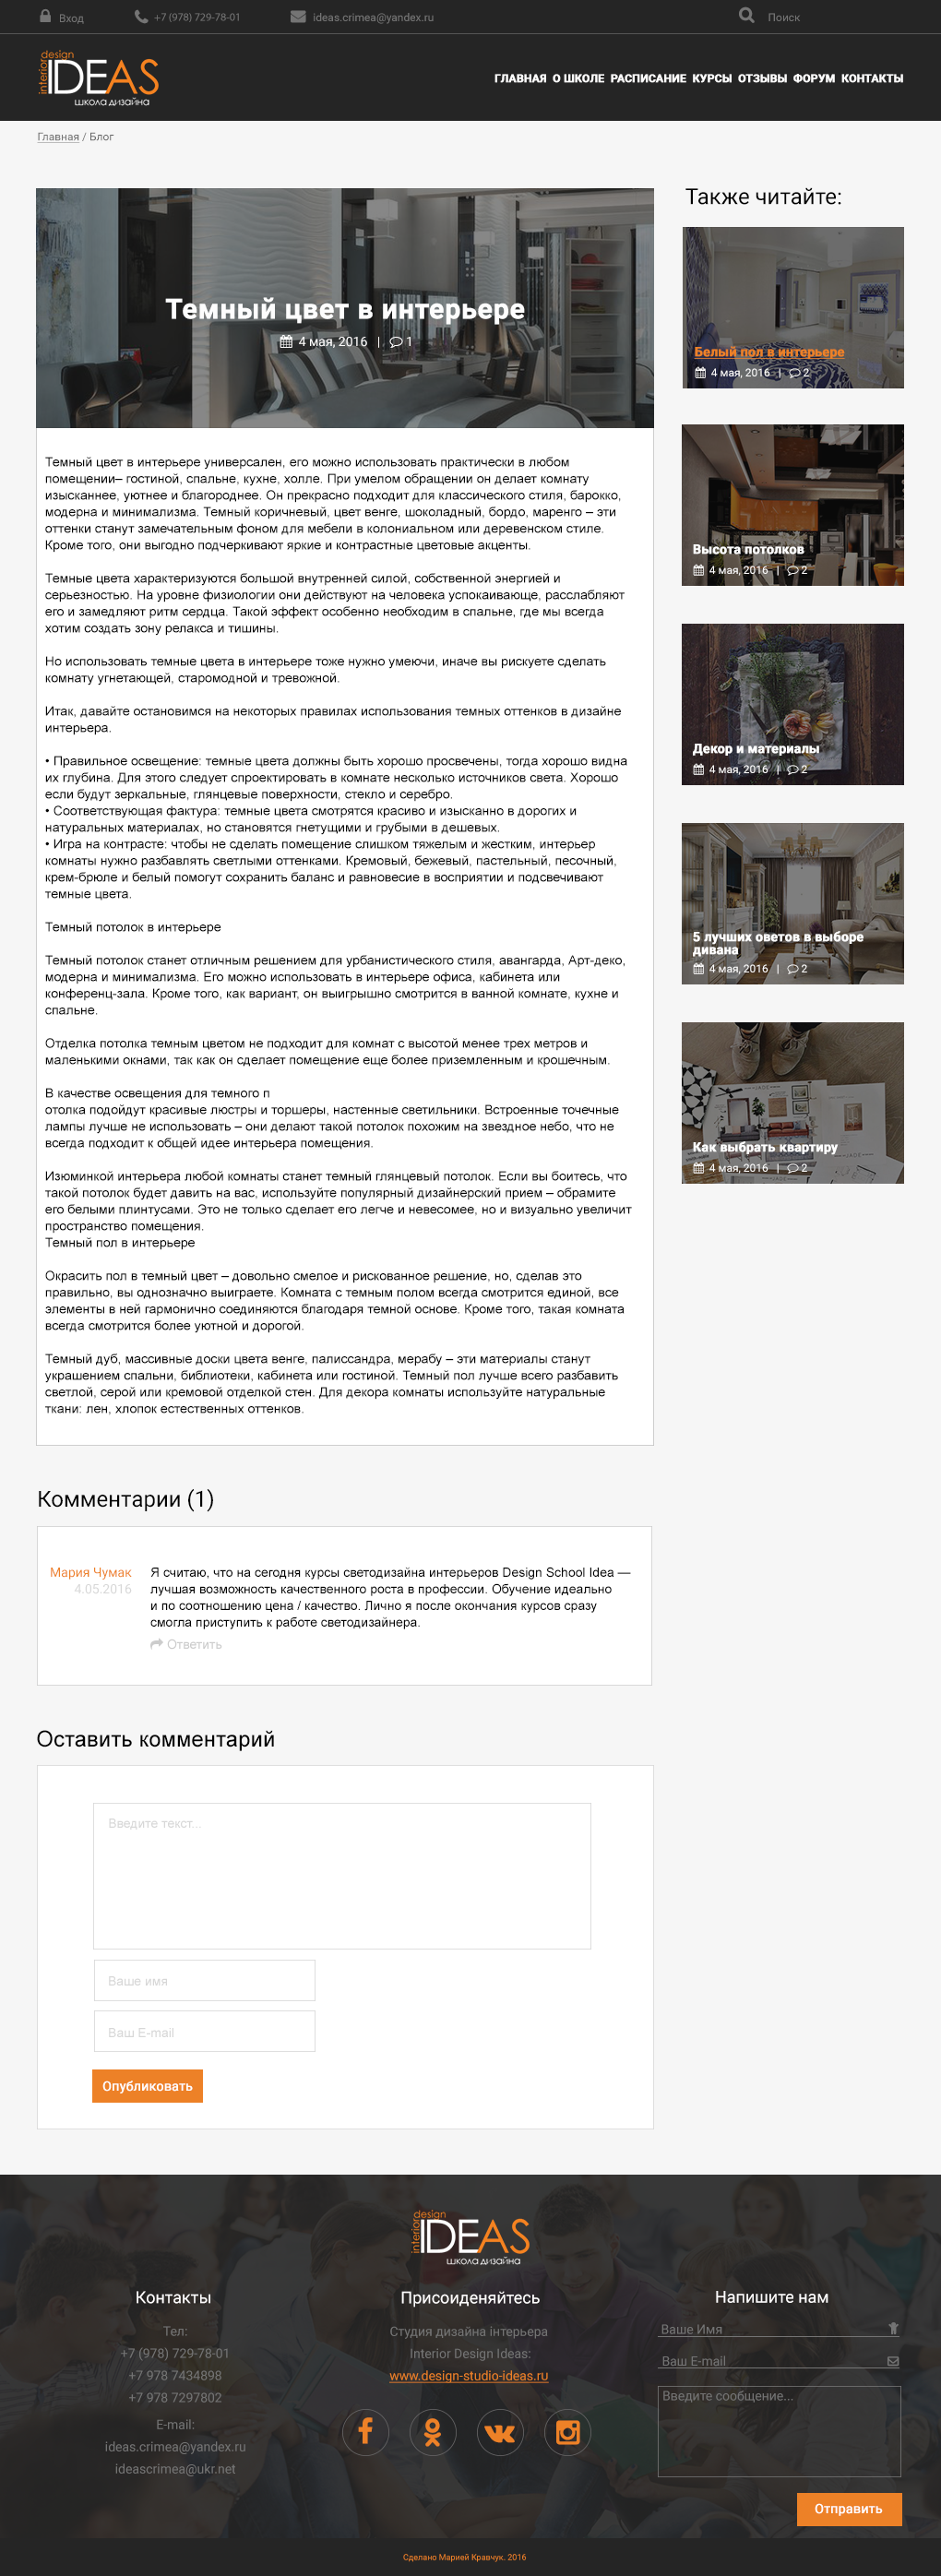 Вход
+7 (978) 729-78-01
ideas.crimea@yandex.ru
Поиск
interior design
IDEAS
школа дизайна
ГЛАВНАЯ О ШКОЛЕ РАСПИСАНИЕ КУРСЫ ОТЗЫВЫ ФОРУМ КОНТАКТЫ
Главная / Блог
Темный цвет в интерьере
4 мая, 2016 | 1
Темный цвет в интерьере универсален, его можно использовать практически в любом
помещении– гостиной, спальне, кухне, холле. При умелом обращении он делает комнату
изысканнее, уютнее и благороднее. Он прекрасно подходит для классического стиля, барокко,
модерна и минимализма. Темный коричневый, цвет венге, шоколадный, бордо, маренго – эти
оттенки станут замечательным фоном для мебели в колониальном или деревенском стиле.
Кроме того, они выгодно подчеркивают яркие и контрастные цветовые акценты.
Темные цвета характеризуются большой внутренней силой, собственной энергией и
серьезностью. На уровне физиологии они действуют на человека успокаивающе, расслабляют
его и замедляют ритм сердца. Такой эффект особенно необходим в спальне, где мы всегда
хотим создать зону релакса и тишины.
Но использовать темные цвета в интерьере тоже нужно умеючи, иначе вы рискуете сделать
комнату угнетающей, старомодной и тревожной.
Итак, давайте остановимся на некоторых правилах использования темных оттенков в дизайне
интерьера.
• Правильное освещение: темные цвета должны быть хорошо просвечены, тогда хорошо видна
их глубина. Для этого следует спроектировать в комнате несколько источников света. Хорошо
если будут зеркальные, глянцевые поверхности, стекло и серебро.
• Соответствующая фактура: темные цвета смотрятся красиво и изысканно в дорогих и
натуральных материалах, но становятся гнетущими и грубыми в дешевых.
• Игра на контрасте: чтобы не сделать помещение слишком тяжелым и жестким, интерьер
комнаты нужно разбавлять светлыми оттенками. Кремовый, бежевый, пастельный, песочный,
крем-брюле и белый помогут сохранить баланс и равновесие в восприятии и подсвечивают
темные цвета.
Темный потолок в интерьере
Темный потолок станет отличным решением для урбанистического стиля, авангарда, Арт-деко,
модерна и минимализма. Его можно использовать в интерьере офиса, кабинета или
конференц-зала. Кроме того, как вариант, он выигрышно смотрится в ванной комнате, кухне и
спальне.
Отделка потолка темным цветом не подходит для комнат с высотой менее трех метров и
маленькими окнами, так как он сделает помещение еще более приземленным и крошечным.
В качестве освещения для темного п
отолка подойдут красивые люстры и торшеры, настенные светильники. Встроенные точечные
лампы лучше не использовать – они делают такой потолок похожим на звездное небо, что не
всегда подходит к общей идее интерьера помещения.
Изюминкой интерьера любой комнаты станет темный глянцевый потолок. Если вы боитесь, что
такой потолок будет давить на вас, используйте популярный дизайнерский прием – обрамите
его белыми плинтусами. Это не только сделает его легче и невесомее, но и визуально увеличит
пространство помещения.
Темный пол в интерьере
Окрасить пол в темный цвет – довольно смелое и рискованное решение, но, сделав это
правильно, вы однозначно выиграете. Комната с темным полом всегда смотрится единой, все
элементы в ней гармонично соединяются благодаря темной основе. Кроме того, такая комната
всегда смотрится более уютной и дорогой.
Темный дуб, массивные доски цвета венге, палиссандра, мерабу – эти материалы станут
украшением спальни, библиотеки, кабинета или гостиной. Темный пол лучше всего разбавить
светлой, серой или кремовой отделкой стен. Для декора комнаты используйте натуральные
ткани: лен, хлопок естественных оттенков.
Также читайте:
Белый пол в интерьере
4 мая, 2016 | 2
Высота потолков
4 мая, 2016 | 2
Декор и материалы
4 мая, 2016 | 2
5 лучших оветов в выборе
дивана
4 мая, 2016 | 2
Как выбрать квартиру
4 мая, 2016 | 2
Комментарии (1)
Мария Чумак
4.05.2016
Я считаю, что на сегодня курсы светодизайна интерьеров Design School Idea —
лучшая возможность качественного роста в профессии. Обучение идеально
и по соотношению цена / качество. Лично я после окончания курсов сразу
смогла приступить к работе светодизайнера.
Ответить
Оставить комментарий
Введите текст...
Ваше имя
Ваш E-mail
Опубликовать
interior design
IDEAS
школа дизайна
Контакты
Тел:
+7 (978) 729-78-01
+7 978 7434898
+7 978 7297802
E-mail:
ideas.crimea@yandex.ru
ideascrimea@ukr.net
Присоиденяйтесь
Студия дизайна інтерьера
Interior Design Ideas:
www.design-studio-ideas.ru
Напишите нам
Ваше Имя
Ваш E-mail
Введите сообщение...
Отправить
Сделано Марией Кравчук. 2016